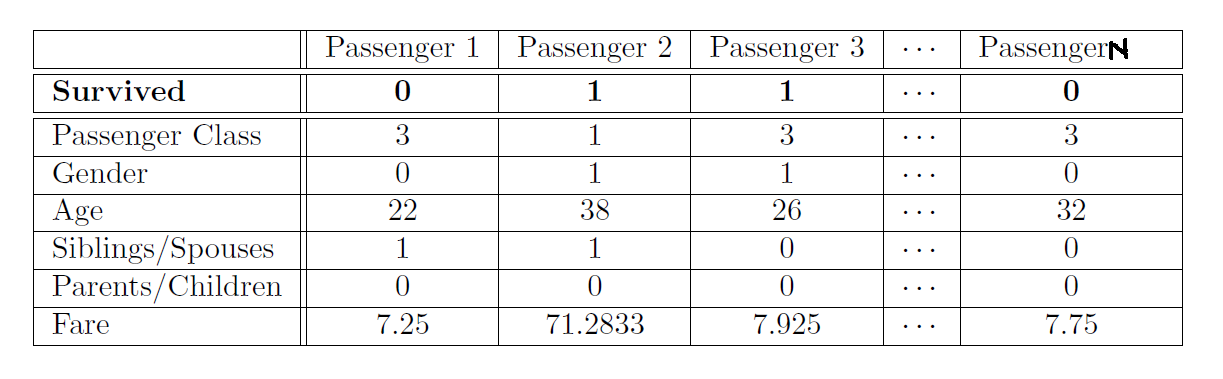 Passenger 1 Passenger 2 Passenger 3 ... Passenger N
Survived 0 1 1 ... 0
Passenger Class 3 1 3 ... 3
Gender 0 1 1 ... 0
Age 22 38 26 ... 32
Siblings/Spouses 1 1 0 ... 0
Parents/Children 0 0 0 ... 0
Fare 7.25 71.2833 7.925 ... 7.75